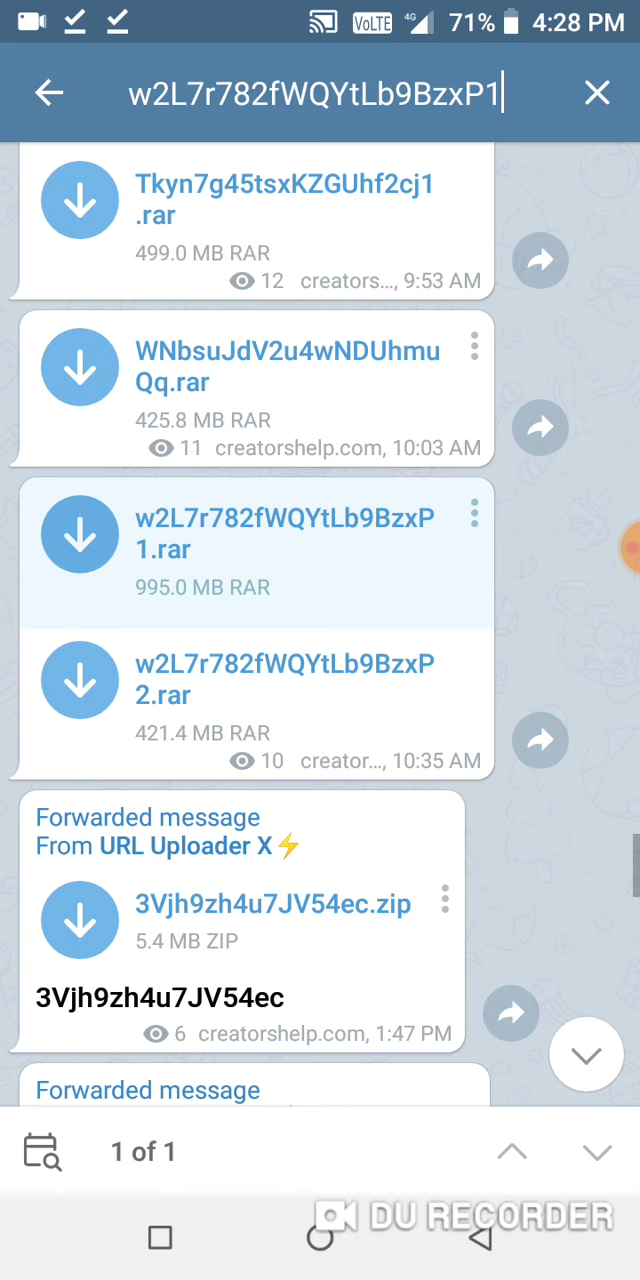 VoLTE 4G 71% 4:28 PM
w2L7r782fWQYtLb9BzxP1
Tkyn7g45tsxKZGUhf2cj1
.rar
499.0 MB RAR
12 creators..., 9:53 AM
WNbsuJdV2u4wNDUhmu
Qq.rar
425.8 MB RAR
11 creatorshelp.com, 10:03 AM
w2L7r782fWQYtLb9BzxP
1.rar
995.0 MB RAR
w2L7r782fWQYtLb9BzxP
2.rar
421.4 MB RAR
10 creator..., 10:35 AM
Forwarded message
From URL Uploader X⚡
3Vjh9zh4u7JV54ec.zip
5.4 MB ZIP
3Vjh9zh4u7JV54ec
6 creatorshelp.com, 1:47 PM
Forwarded message
1 of 1
DU RECORDER